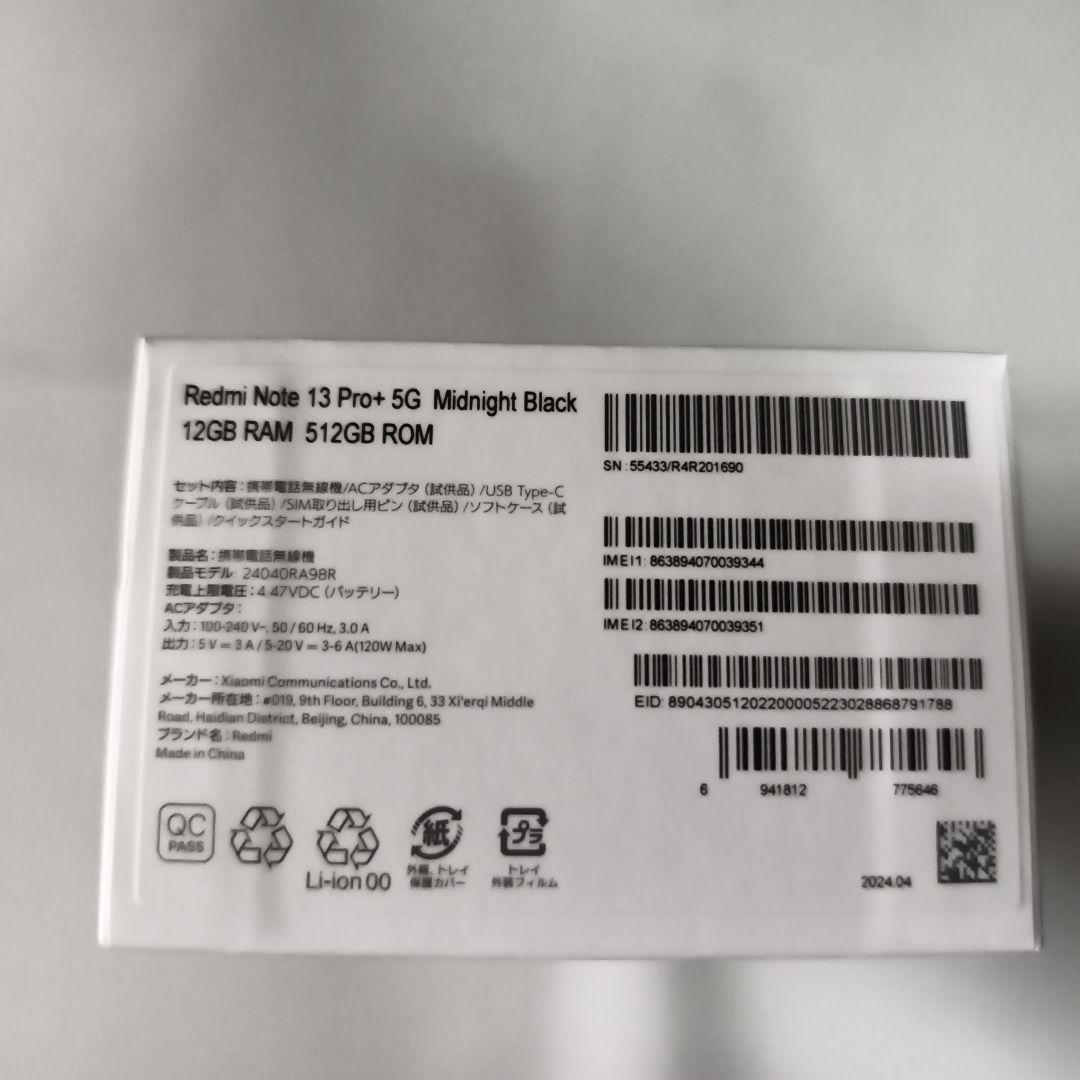 Redmi Note 13 Pro+ 5G Midnight Black
12GB RAM 512GB ROM
セット内容：携帯電話無線機/ACアダプタ（試供品）/USB Type-C
ケーブル（試供品）/SIM取り出し用ピン（試供品）/ソフトケース（試
供品）/クイックスタートガイド
製品名：携帯電話無線機
製品モデル 24040RA98R
充電上限電圧：4.47VDC（バッテリー）
ACアダプタ：
入力：100-240 V~, 50 / 60 Hz, 3.0 A
出力：5 V = 3 A / 5-20 V = 3-6 A(120W Max)
メーカー：Xiaomi Communications Co., Ltd.
メーカー所在地：#019, 9th Floor, Building 6, 33 Xi'erqi Middle
Road, Haidian District, Beijing, China, 100085
ブランド名：Redmi
Made in China
SN : 55433/R4R201690
IMEI1: 863894070039344
IMEI2: 863894070039351
EID: 89043051202200005223028868791788
6 941812 775646
QC
PASS
Li-ion 00
紙
外箱、トレイ
保護カバー
プラ
トレイ
外装フィルム
2024.04